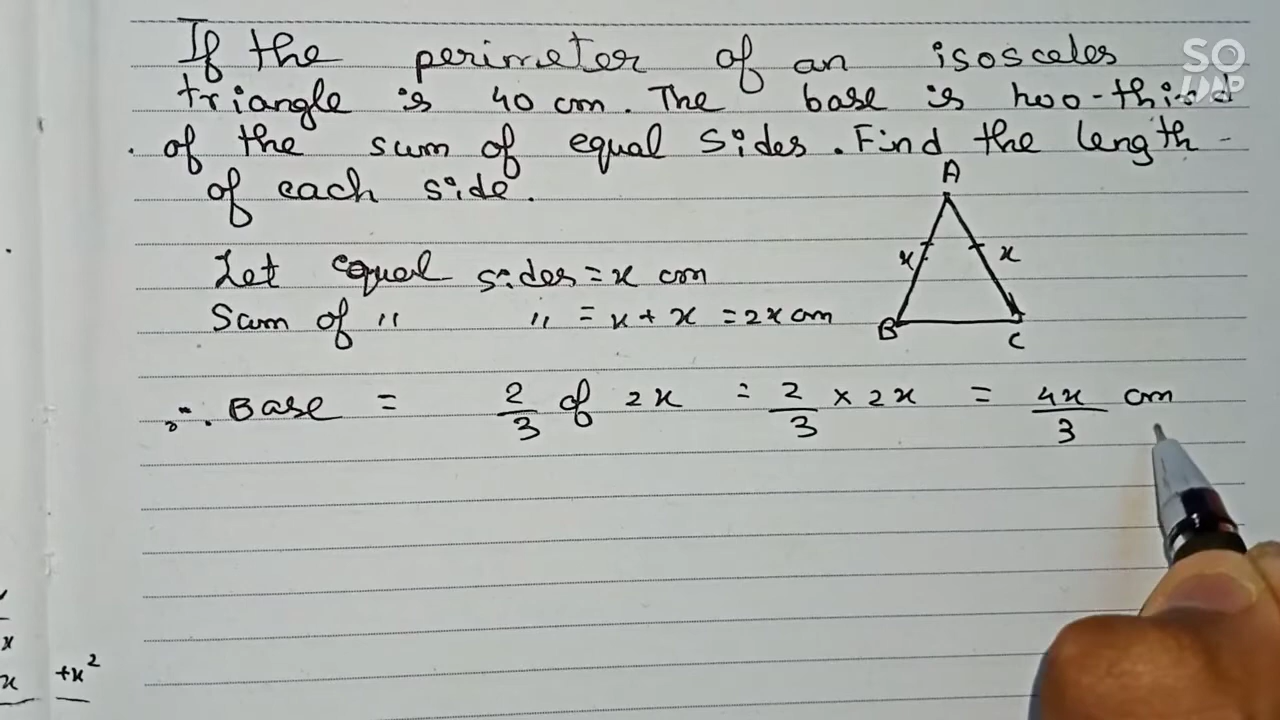 If the perimeter of an isosceles
triangle is 40 cm. The base is two-third
of the sum of equal sides. Find the length
of each side.
A
Let equal sides = x cm
x
x
Sum of " " = x + x = 2x cm
B
C
∴ Base = 2/3 of 2x = 2/3 × 2x = 4x/3 cm
x
x
+x²
SO